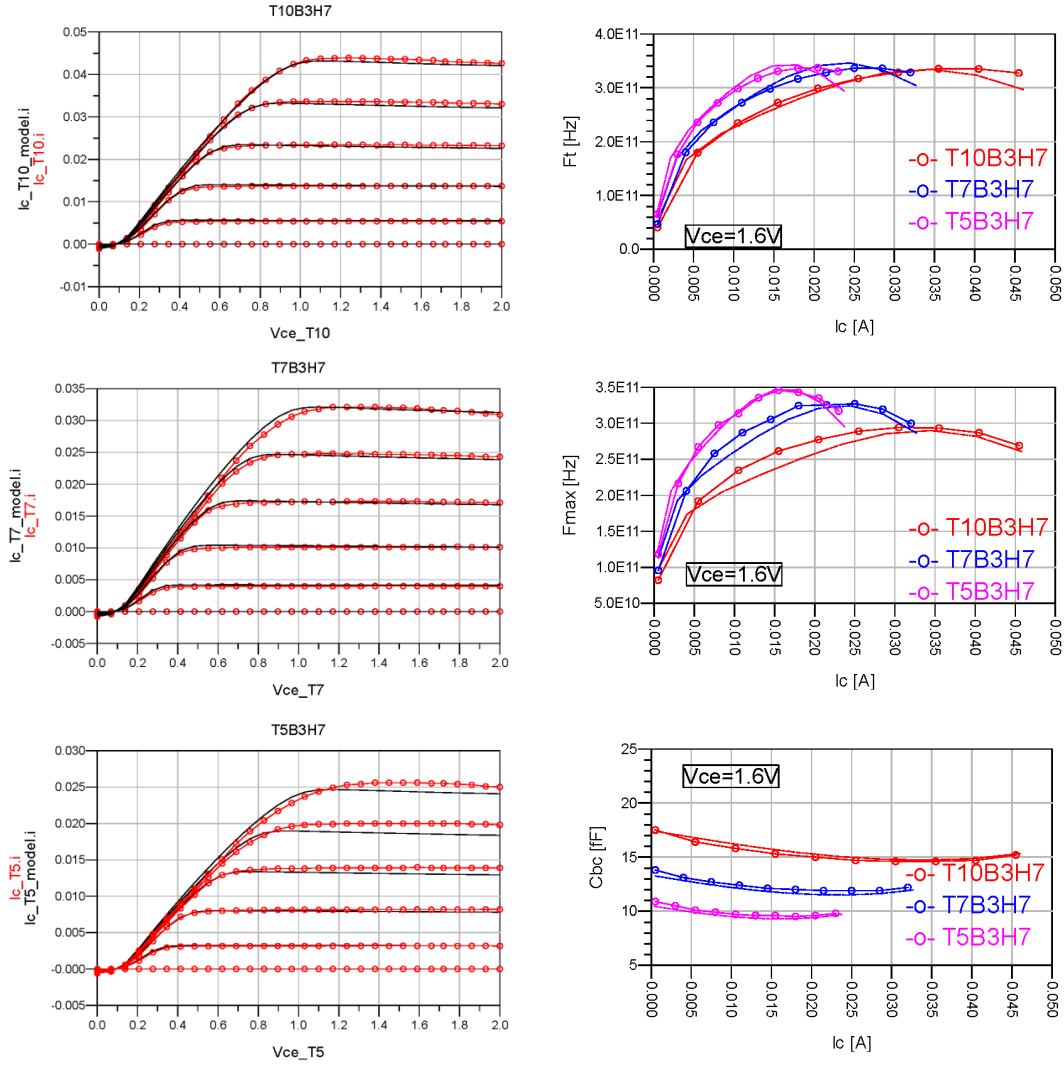 T10B3H7
Ic_T10_model.i
Ic_T10.i
0.05
0.04
0.03
0.02
0.01
0.00
-0.01
0.0 0.2 0.4 0.6 0.8 1.0 1.2 1.4 1.6 1.8 2.0
Vce_T10
Ft [Hz]
4.0E11
3.0E11
2.0E11
1.0E11
0.0
Vce=1.6V
-o- T10B3H7
-o- T7B3H7
-o- T5B3H7
0.000 0.005 0.010 0.015 0.020 0.025 0.030 0.035 0.040 0.045 0.050
Ic [A]
T7B3H7
Ic_T7_model.i
Ic_T7.i
0.035
0.030
0.025
0.020
0.015
0.010
0.005
0.000
-0.005
0.0 0.2 0.4 0.6 0.8 1.0 1.2 1.4 1.6 1.8 2.0
Vce_T7
Fmax [Hz]
3.5E11
3.0E11
2.5E11
2.0E11
1.5E11
1.0E11
5.0E10
Vce=1.6V
-o- T10B3H7
-o- T7B3H7
-o- T5B3H7
0.000 0.005 0.010 0.015 0.020 0.025 0.030 0.035 0.040 0.045 0.050
Ic [A]
T5B3H7
Ic_T5.i
Ic_T5_model.i
0.030
0.025
0.020
0.015
0.010
0.005
-0.000
-0.005
0.0 0.2 0.4 0.6 0.8 1.0 1.2 1.4 1.6 1.8 2.0
Vce_T5
Cbc [fF]
25
20
15
10
5
Vce=1.6V
-o- T10B3H7
-o- T7B3H7
-o- T5B3H7
0.000 0.005 0.010 0.015 0.020 0.025 0.030 0.035 0.040 0.045 0.050
Ic [A]